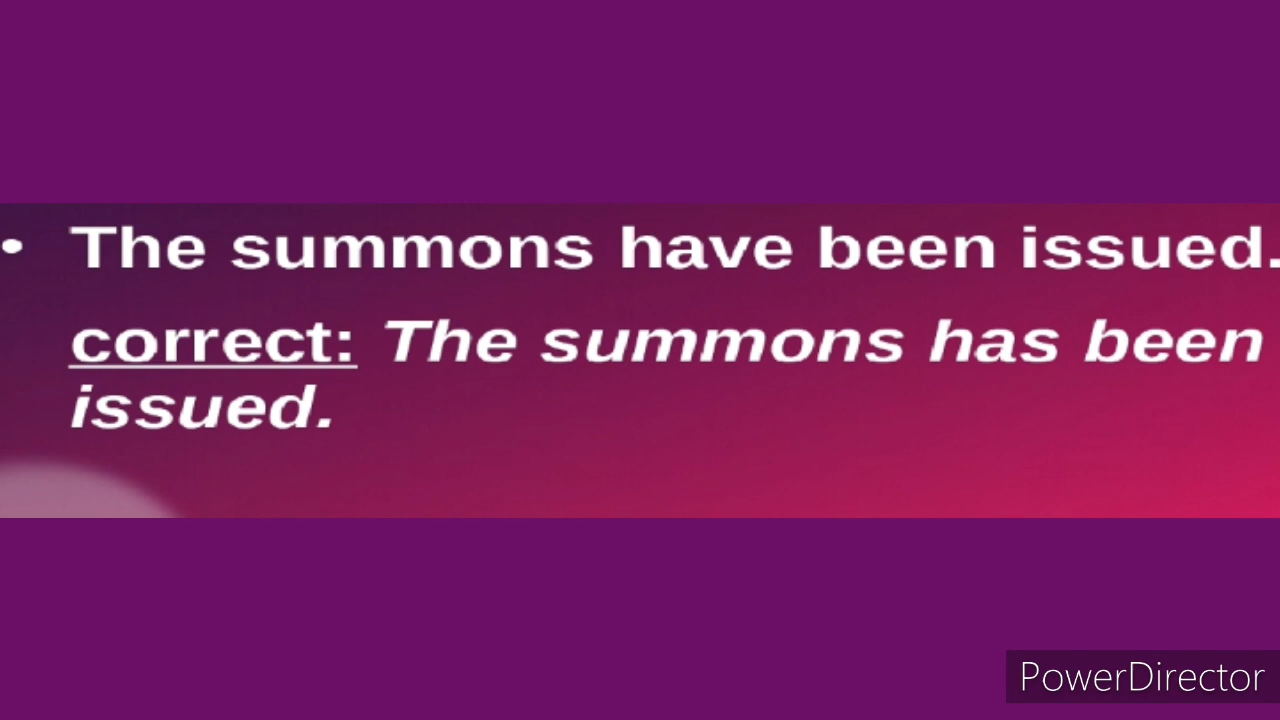 • The summons have been issued.
correct: The summons has been
issued.
PowerDirector